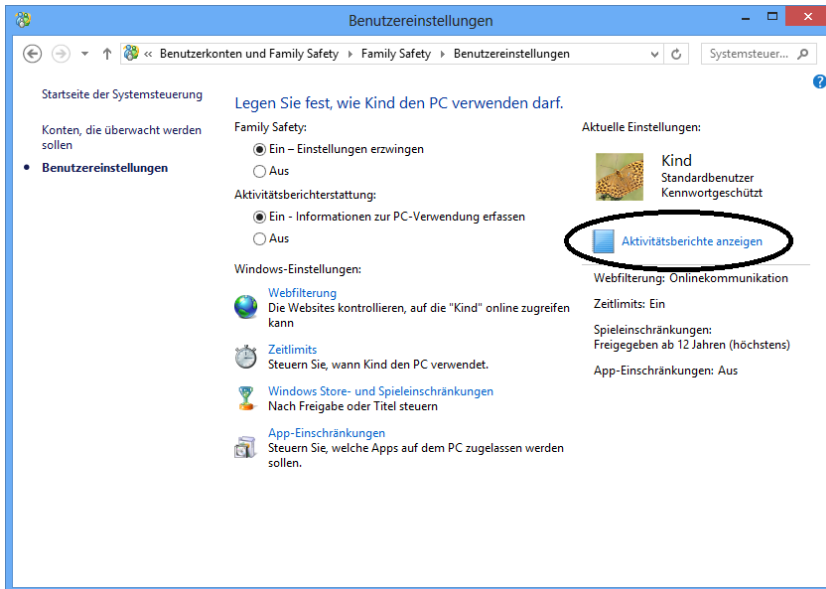 Benutzereinstellungen
« Benutzerkonten und Family Safety ▸ Family Safety ▸ Benutzereinstellungen
Systemsteuer...
Startseite der Systemsteuerung
Konten, die überwacht werden
sollen
• Benutzereinstellungen
Legen Sie fest, wie Kind den PC verwenden darf.
Family Safety:
Ein – Einstellungen erzwingen
Aus
Aktivitätsberichterstattung:
Ein - Informationen zur PC-Verwendung erfassen
Aus
Windows-Einstellungen:
Webfilterung
Die Websites kontrollieren, auf die "Kind" online zugreifen
kann
Zeitlimits
Steuern Sie, wann Kind den PC verwendet.
Windows Store- und Spieleinschränkungen
Nach Freigabe oder Titel steuern
App-Einschränkungen
Steuern Sie, welche Apps auf dem PC zugelassen werden
sollen.
Aktuelle Einstellungen:
Kind
Standardbenutzer
Kennwortgeschützt
Aktivitätsberichte anzeigen
Webfilterung: Onlinekommunikation
Zeitlimits: Ein
Spieleinschränkungen:
Freigegeben ab 12 Jahren (höchstens)
App-Einschränkungen: Aus